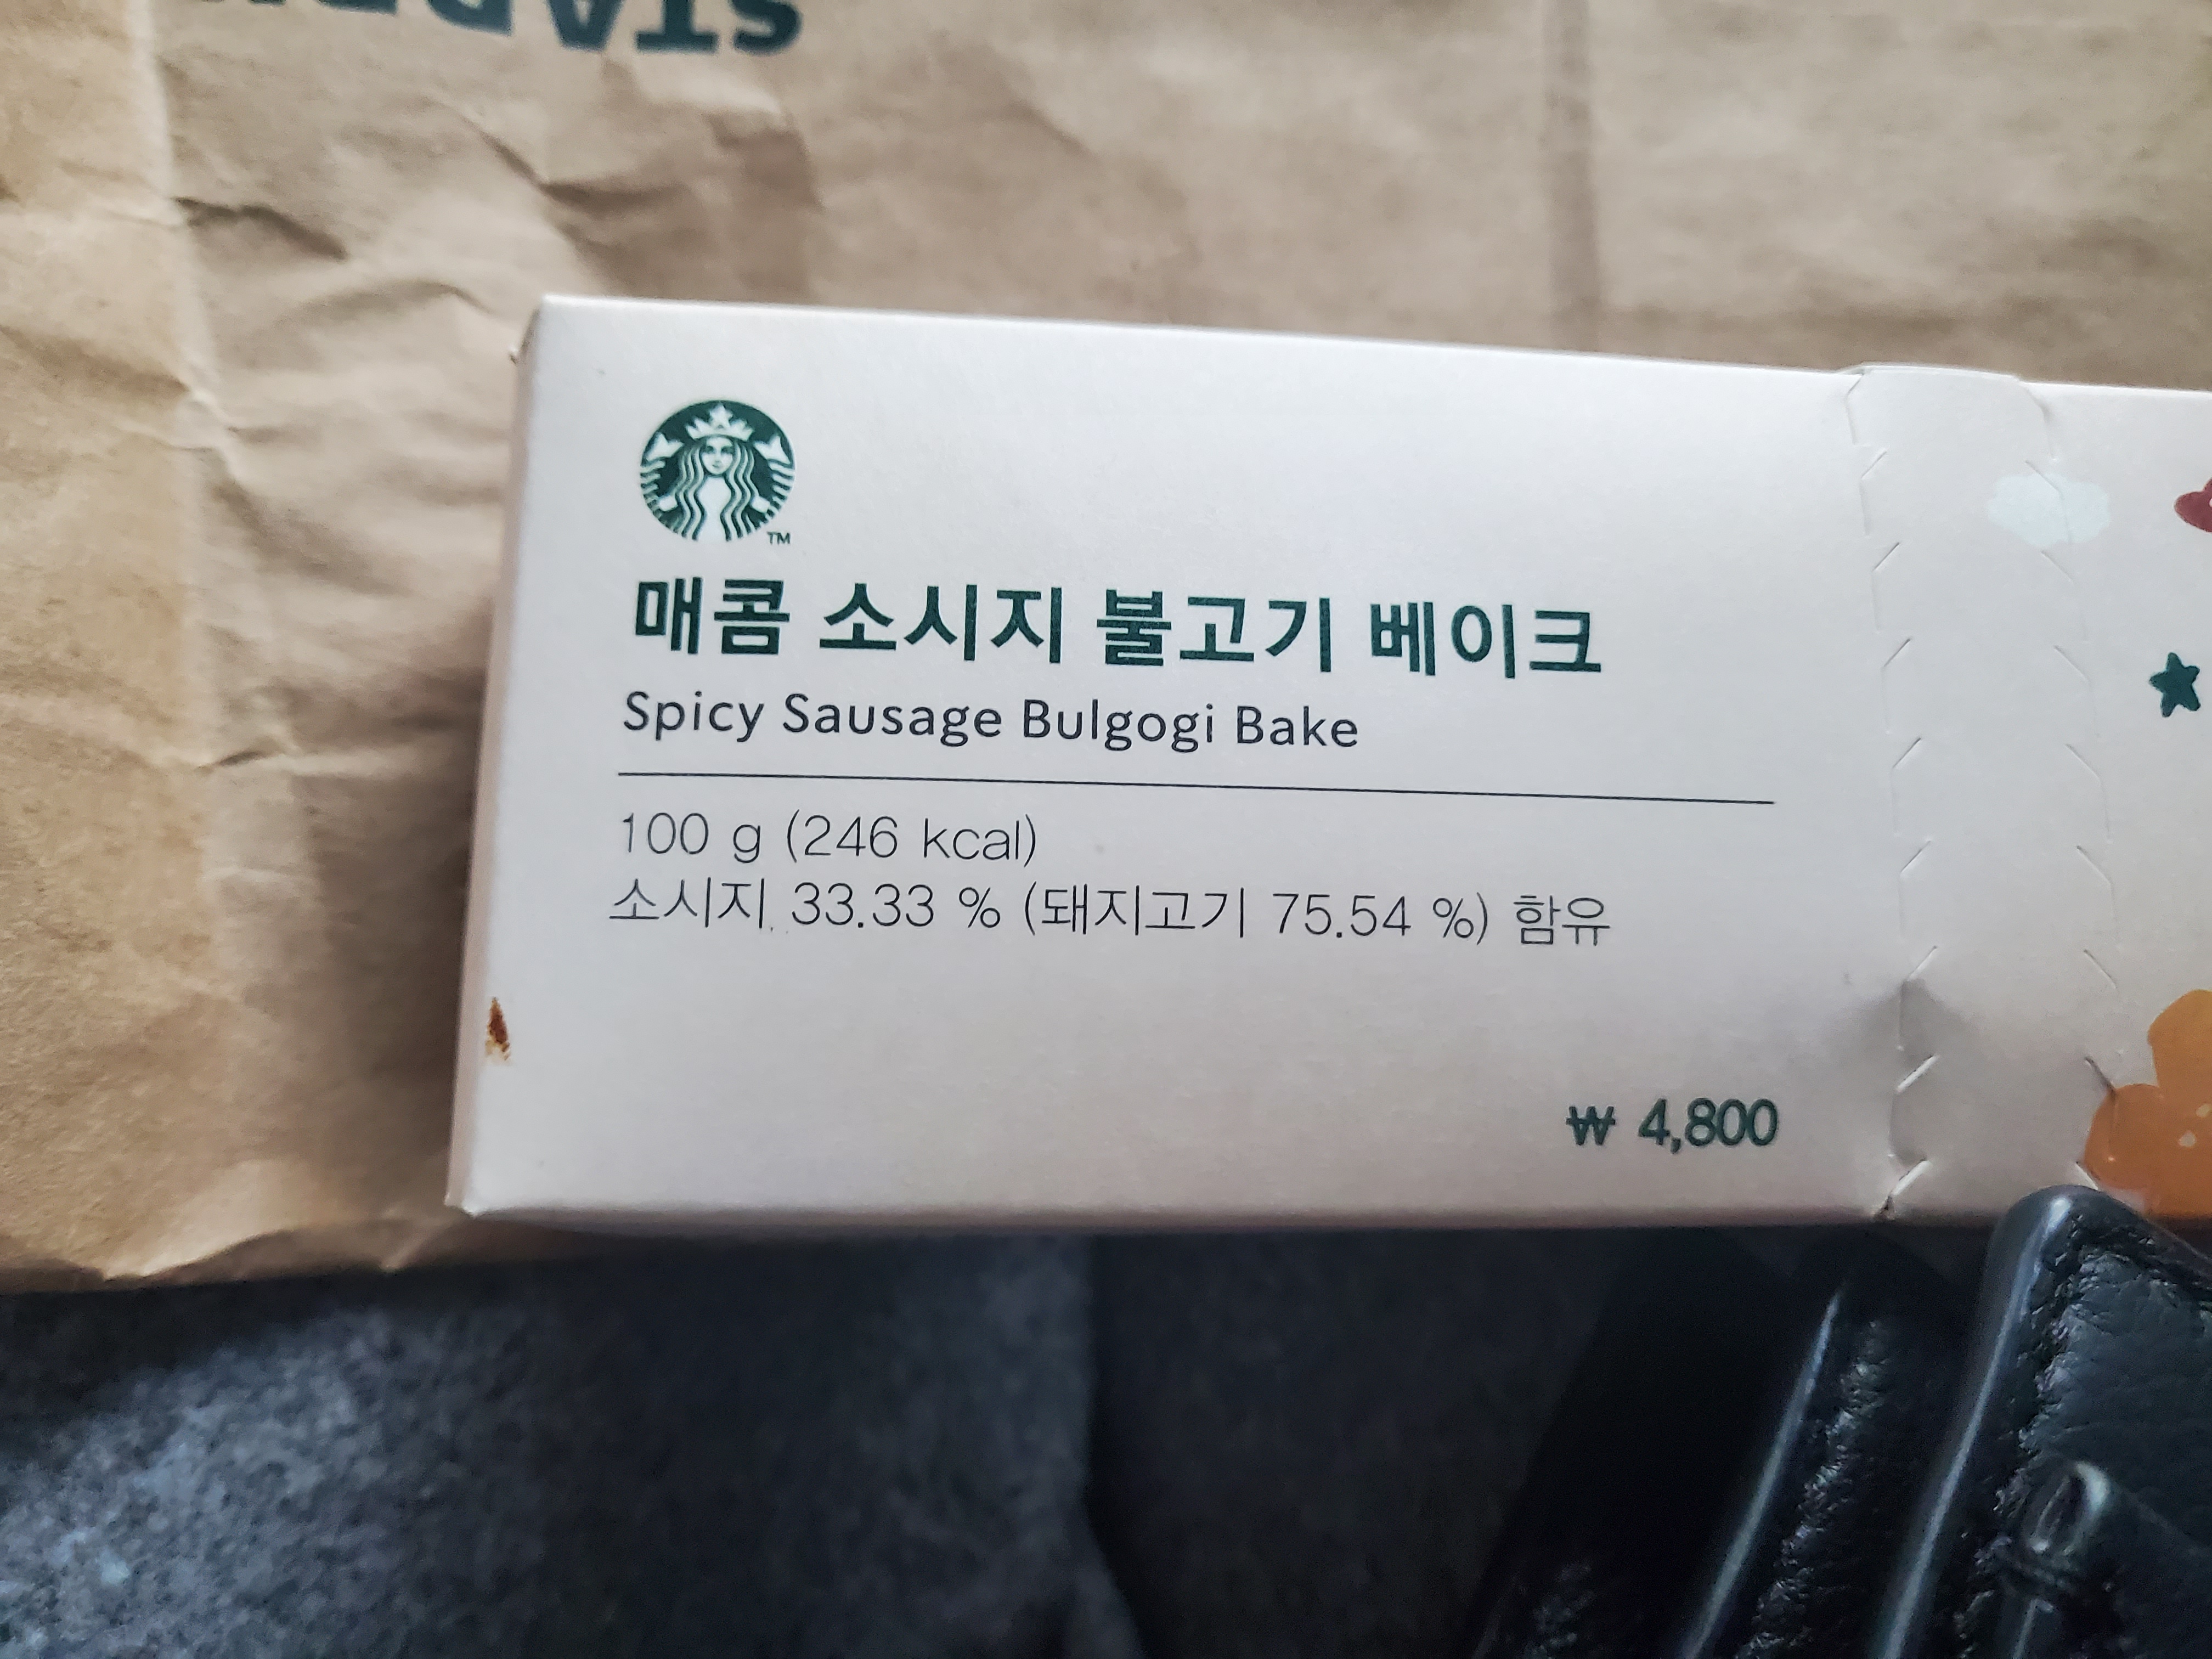 매콤 소시지 불고기 베이크
Spicy Sausage Bulgogi Bake
100 g (246 kcal)
소시지 33.33 % (돼지고기 75.54 %) 함유
₩ 4,800
TM